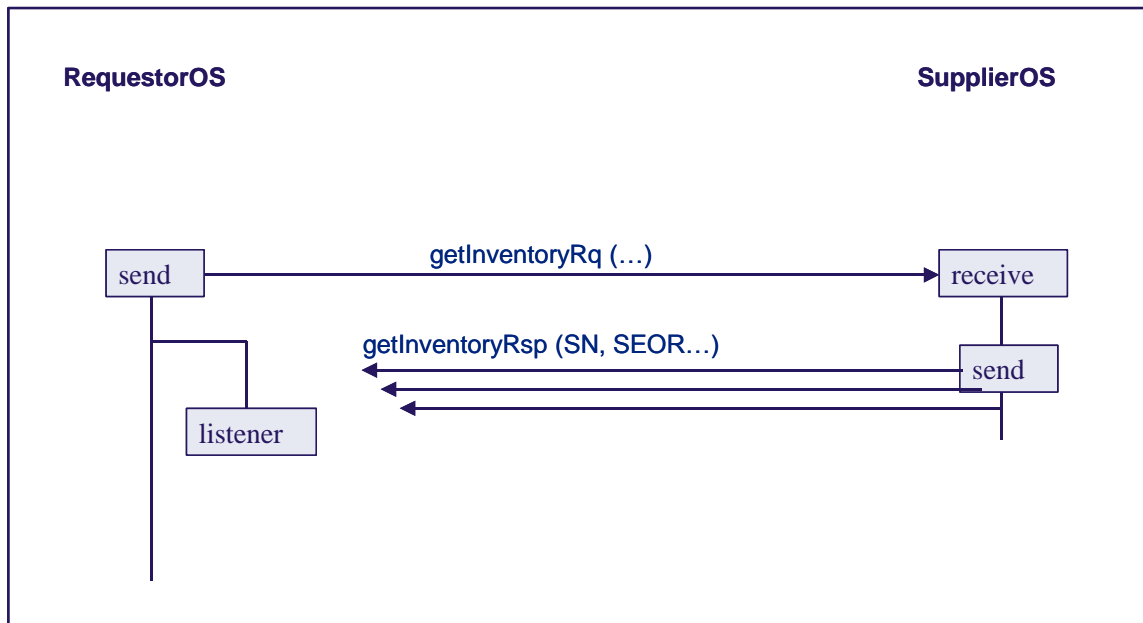 RequestorOS
SupplierOS
getInventoryRq (…)
send
receive
getInventoryRsp (SN, SEOR…)
send
listener